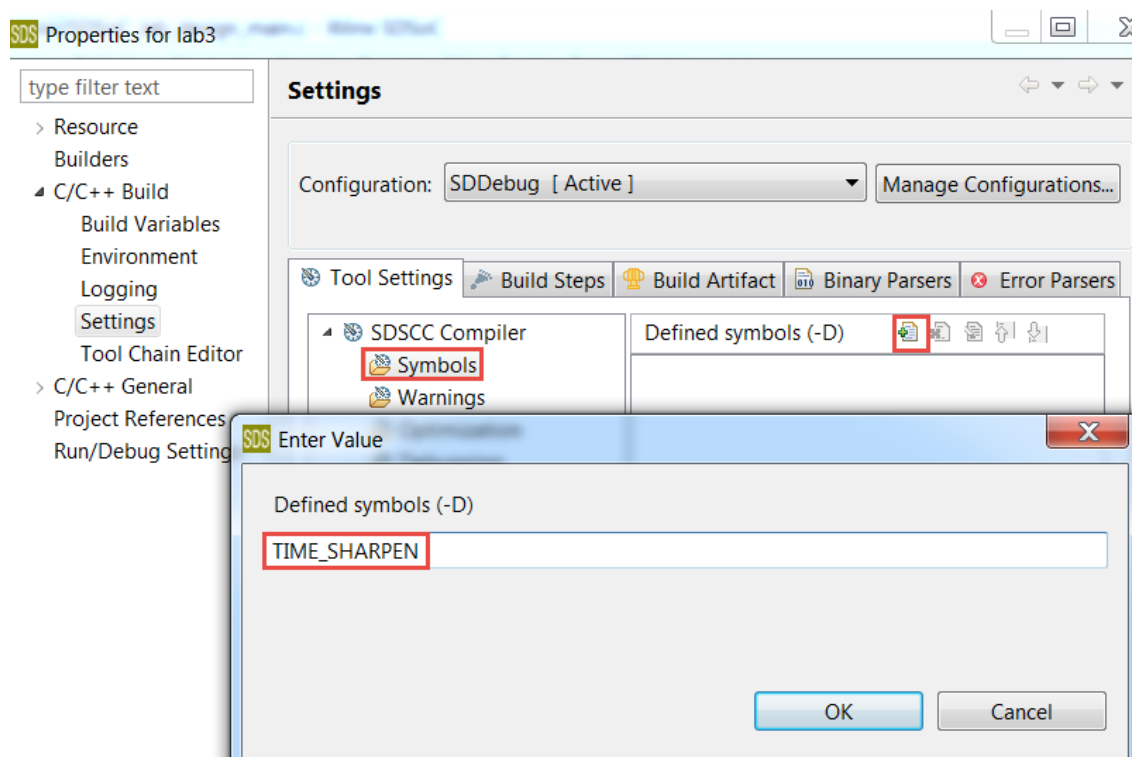 SDS Properties for lab3
type filter text
Settings
Resource
Builders
C/C++ Build
Build Variables
Environment
Logging
Settings
Tool Chain Editor
C/C++ General
Project References
Run/Debug Setting
Configuration: SDDebug [ Active ] Manage Configurations...
Tool Settings Build Steps Build Artifact Binary Parsers Error Parsers
SDSCC Compiler
Symbols
Warnings
Defined symbols (-D)
SDS Enter Value
Defined symbols (-D)
TIME_SHARPEN
OK Cancel